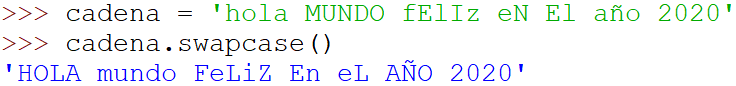 >>> cadena = 'hola MUNDO fElIz eN El año 2020'
>>> cadena.swapcase()
'HOLA mundo FeLiZ En eL AÑO 2020'